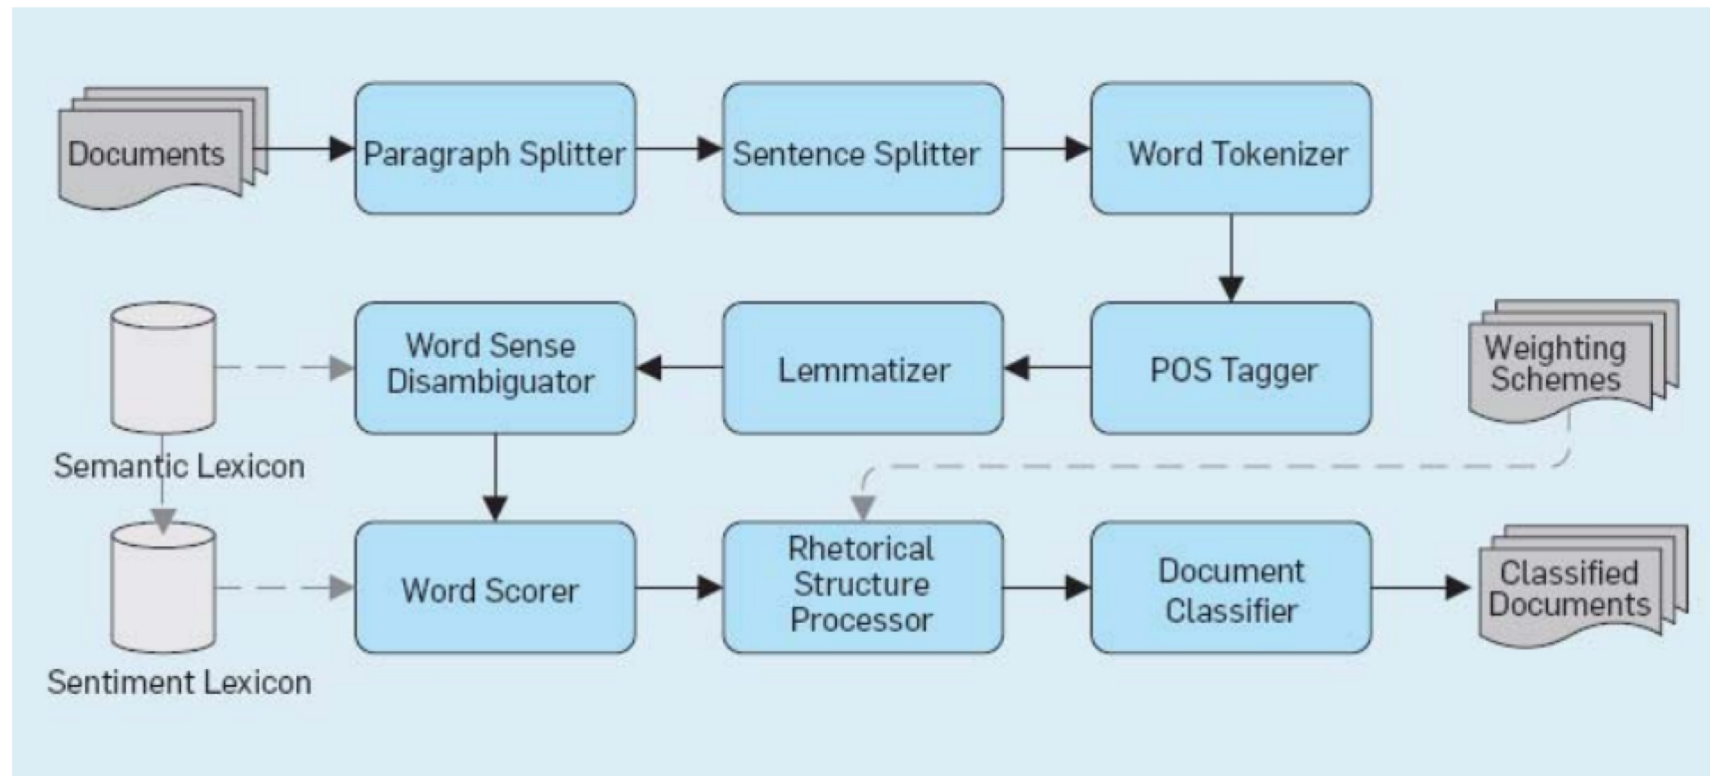 Documents
Paragraph Splitter
Sentence Splitter
Word Tokenizer
Word Sense
Disambiguator
Lemmatizer
POS Tagger
Weighting
Schemes
Semantic Lexicon
Word Scorer
Rhetorical
Structure
Processor
Document
Classifier
Classified
Documents
Sentiment Lexicon